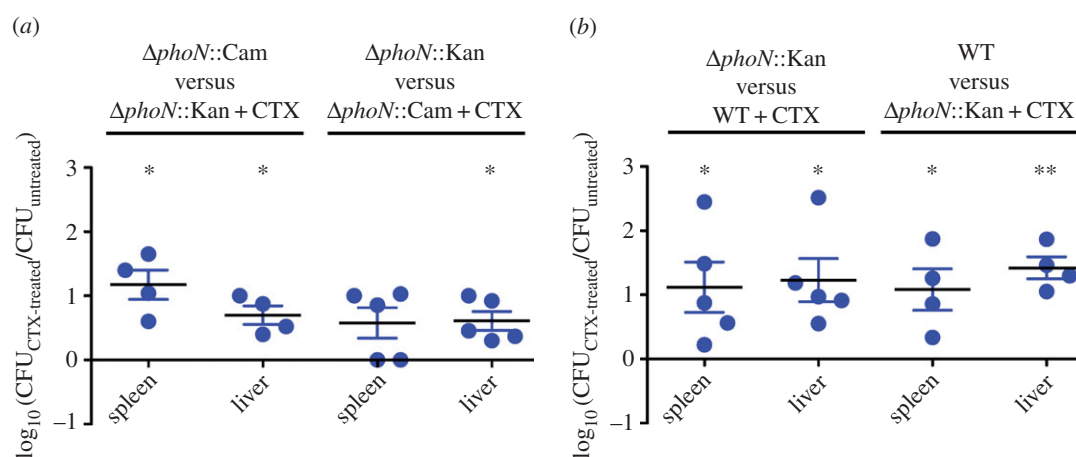 (a)
ΔphoN::Cam
versus
ΔphoN::Kan + CTX
ΔphoN::Kan
versus
ΔphoN::Cam + CTX
log10 (CFUCTX-treated/CFUuntreated)
3
2
1
0
–1
* * *
spleen
liver
spleen
liver
(b)
ΔphoN::Kan
versus
WT + CTX
WT
versus
ΔphoN::Kan + CTX
log10 (CFUCTX-treated/CFUuntreated)
3
2
1
0
–1
* * * **
spleen
liver
spleen
liver